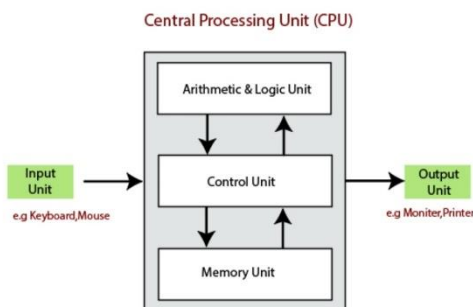 Central Processing Unit (CPU)
Arithmetic & Logic Unit
Input
Unit
Control Unit
Output
Unit
e.g Keyboard,Mouse
e.g Moniter,Printer
Memory Unit